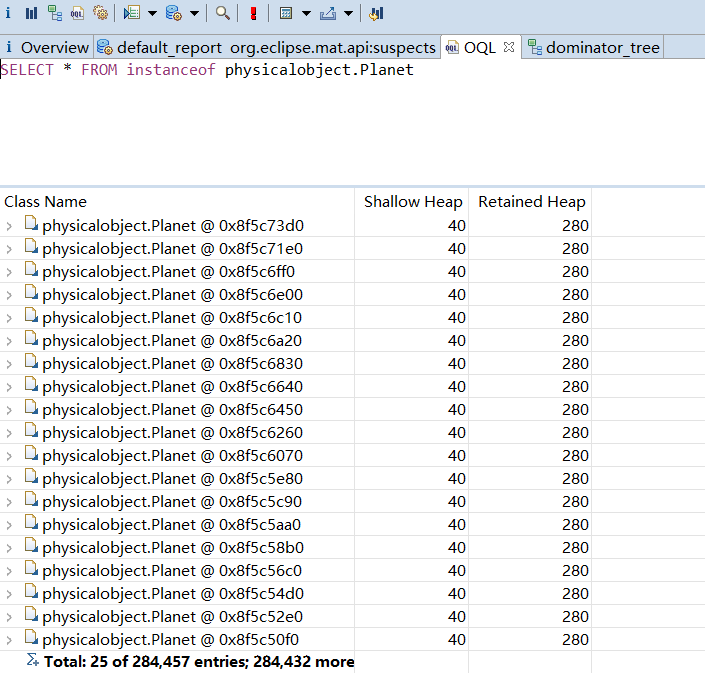 i Overview default_report org.eclipse.mat.api:suspects OQL dominator_tree
SELECT * FROM instanceof physicalobject.Planet
Class Name Shallow Heap Retained Heap
physicalobject.Planet @ 0x8f5c73d0 40 280
physicalobject.Planet @ 0x8f5c71e0 40 280
physicalobject.Planet @ 0x8f5c6ff0 40 280
physicalobject.Planet @ 0x8f5c6e00 40 280
physicalobject.Planet @ 0x8f5c6c10 40 280
physicalobject.Planet @ 0x8f5c6a20 40 280
physicalobject.Planet @ 0x8f5c6830 40 280
physicalobject.Planet @ 0x8f5c6640 40 280
physicalobject.Planet @ 0x8f5c6450 40 280
physicalobject.Planet @ 0x8f5c6260 40 280
physicalobject.Planet @ 0x8f5c6070 40 280
physicalobject.Planet @ 0x8f5c5e80 40 280
physicalobject.Planet @ 0x8f5c5c90 40 280
physicalobject.Planet @ 0x8f5c5aa0 40 280
physicalobject.Planet @ 0x8f5c58b0 40 280
physicalobject.Planet @ 0x8f5c56c0 40 280
physicalobject.Planet @ 0x8f5c54d0 40 280
physicalobject.Planet @ 0x8f5c52e0 40 280
physicalobject.Planet @ 0x8f5c50f0 40 280
Total: 25 of 284,457 entries; 284,432 more